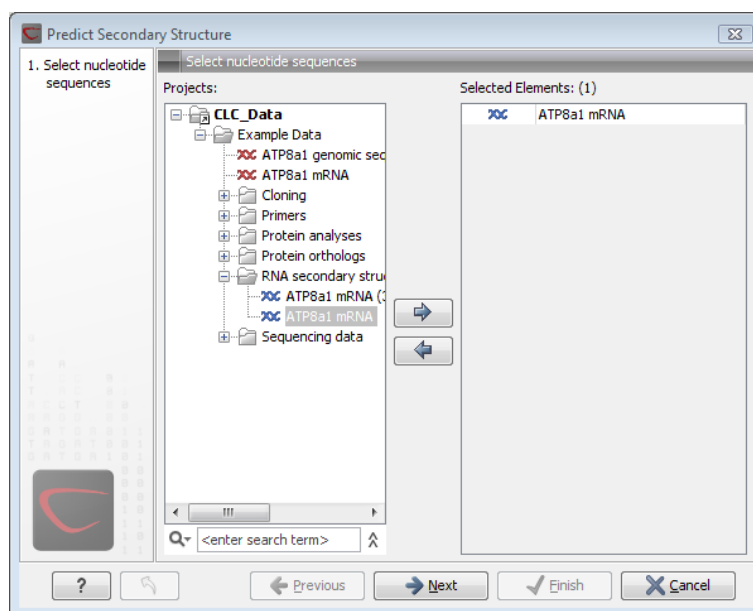 Predict Secondary Structure
1. Select nucleotide
sequences
Select nucleotide sequences
Projects:
CLC_Data
Example Data
ATP8a1 genomic sec
ATP8a1 mRNA
Cloning
Primers
Protein analyses
Protein orthologs
RNA secondary stru
ATP8a1 mRNA (3
ATP8a1 mRNA
Sequencing data
<enter search term>
Selected Elements: (1)
ATP8a1 mRNA
?
Previous
Next
Finish
Cancel